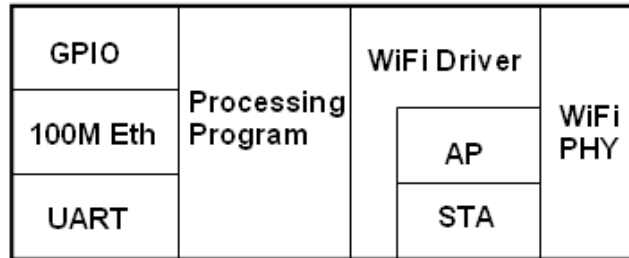 GPIO
100M Eth
UART
Processing
Program
WiFi Driver
AP
STA
WiFi
PHY